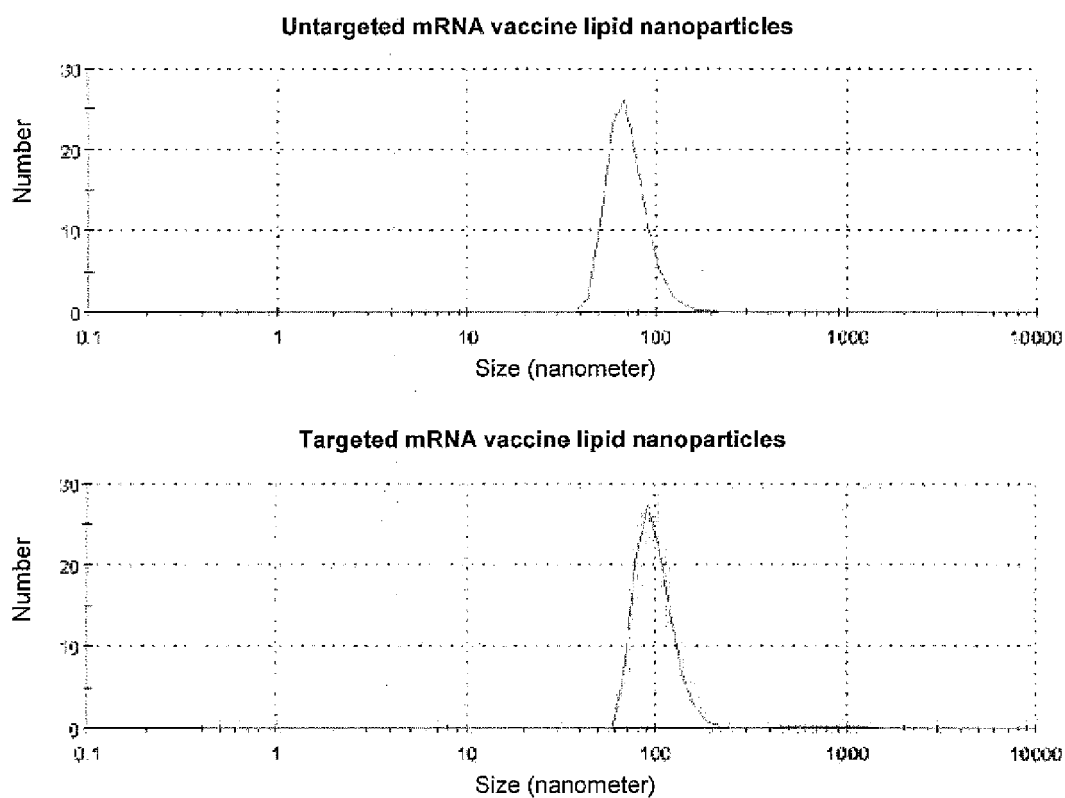 Untargeted mRNA vaccine lipid nanoparticles
30
20
10
0
Number
0.1 1 10 100 1000 10000
Size (nanometer)
Targeted mRNA vaccine lipid nanoparticles
30
20
10
0
Number
0.1 1 10 100 1000 10000
Size (nanometer)